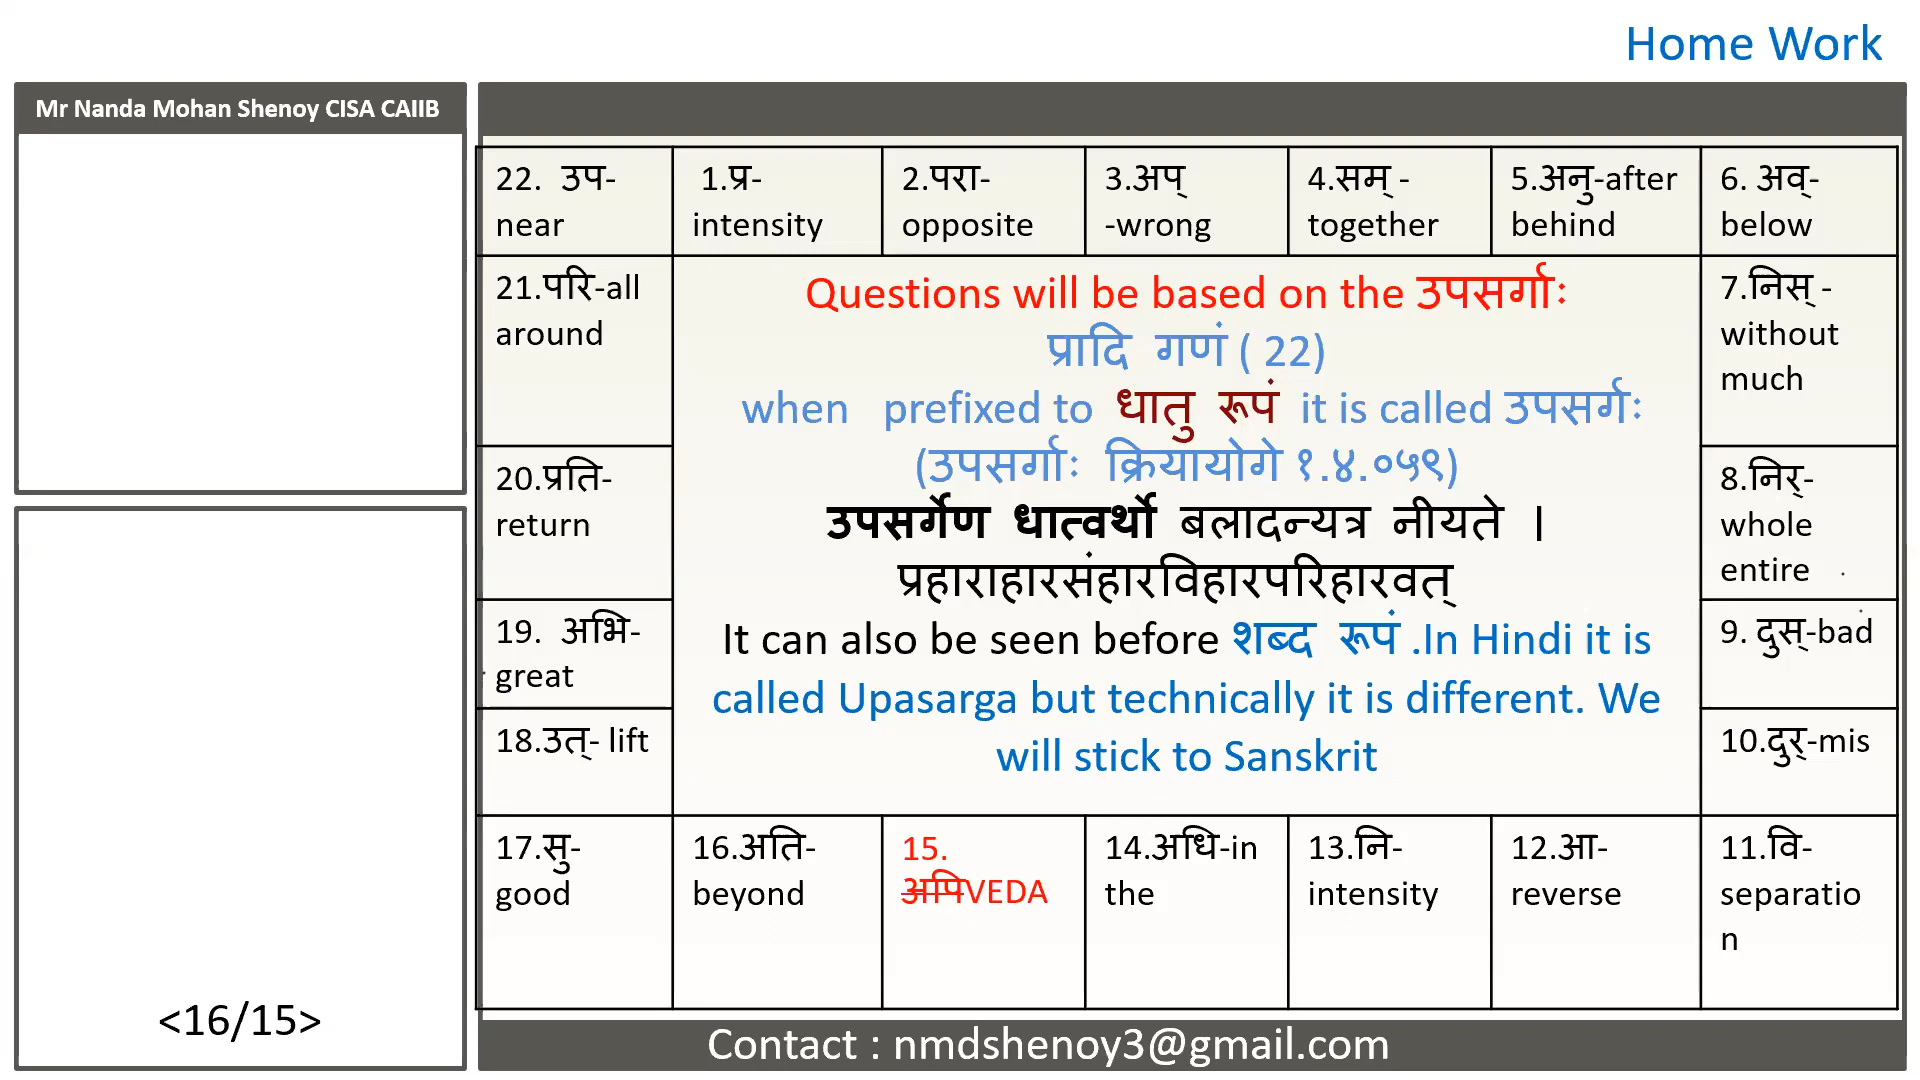 Home Work
Mr Nanda Mohan Shenoy CISA CAIIB
22. उप-
near
1.प्र-
intensity
2.परा-
opposite
3.अप्
-wrong
4.सम् -
together
5.अनु-after
behind
6. अव्-
below
21.परि-all
around
Questions will be based on the उपसर्गाः
प्रादि गणं ( 22)
when prefixed to धातु रूपं it is called उपसर्गः
(उपसर्गाः क्रियायोगे १.४.०५९)
उपसर्गेण धात्वर्थो बलादन्यत्र नीयते ।
प्रहाराहारसंहारविहारपरिहारवत्
It can also be seen before शब्द रूपं .In Hindi it is
called Upasarga but technically it is different. We
will stick to Sanskrit
7.निस् -
without
much
20.प्रति-
return
8.निर्-
whole
entire
19. अभि-
great
9. दुस्-bad
18.उत्- lift
10.दुर्-mis
17.सु-
good
16.अति-
beyond
15.
अपिVEDA
14.अधि-in
the
13.नि-
intensity
12.आ-
reverse
11.वि-
separatio
n
<16/15>
Contact : nmdshenoy3@gmail.com